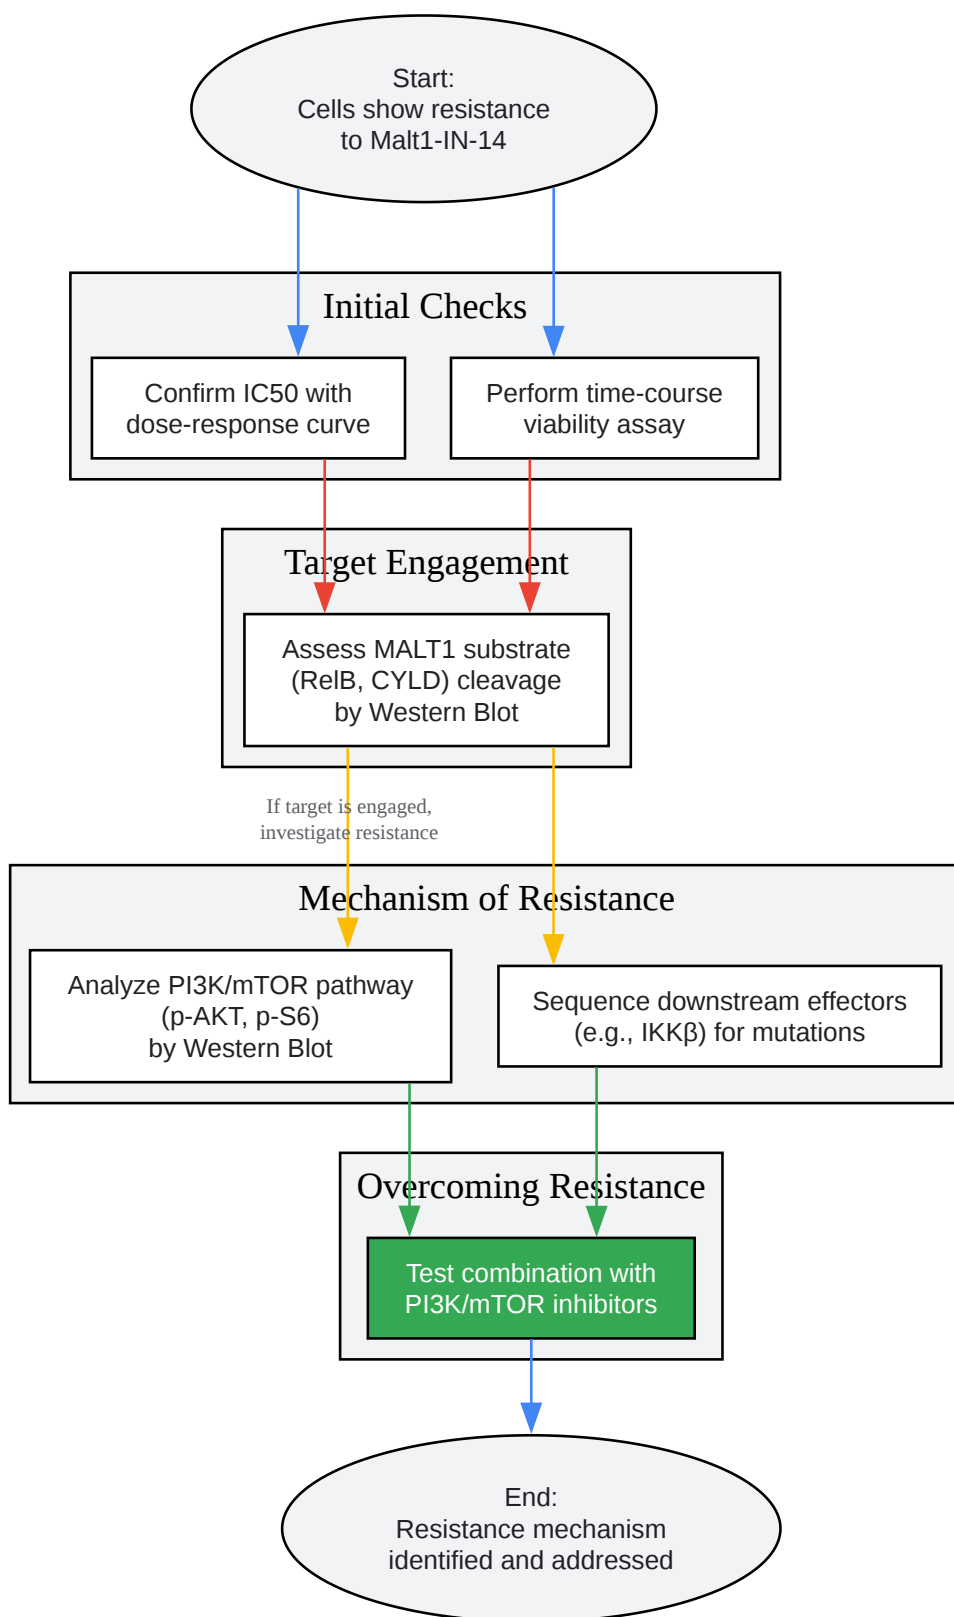 Start:
Cells show resistance
to Malt1-IN-14
Initial Checks
Confirm IC50 with
dose-response curve
Perform time-course
viability assay
Target Engagement
Assess MALT1 substrate
(RelB, CYLD) cleavage
by Western Blot
If target is engaged,
investigate resistance
Mechanism of Resistance
Analyze PI3K/mTOR pathway
(p-AKT, p-S6)
by Western Blot
Sequence downstream effectors
(e.g., IKKβ) for mutations
Overcoming Resistance
Test combination with
PI3K/mTOR inhibitors
End:
Resistance mechanism
identified and addressed